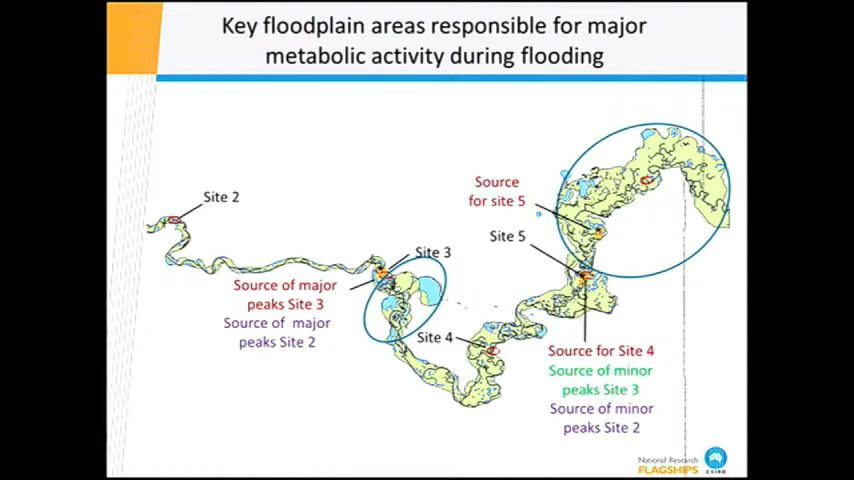 Key floodplain areas responsible for major
metabolic activity during flooding
Site 2
Source
for site 5
Site 5
Site 3
Source of major
peaks Site 3
Source of major
peaks Site 2
Site 4
Source for Site 4
Source of minor
peaks Site 3
Source of minor
peaks Site 2
National Research
FLAGSHIPS
CSIRO